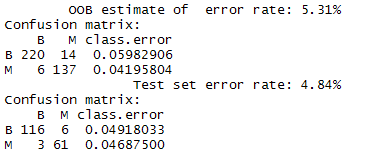 OOB estimate of  error rate: 5.31%
Confusion matrix:
B M class.error
B 220 14 0.05982906
M 6 137 0.04195804
Test set error rate: 4.84%
Confusion matrix:
B M class.error
B 116 6 0.04918033
M 3 61 0.04687500